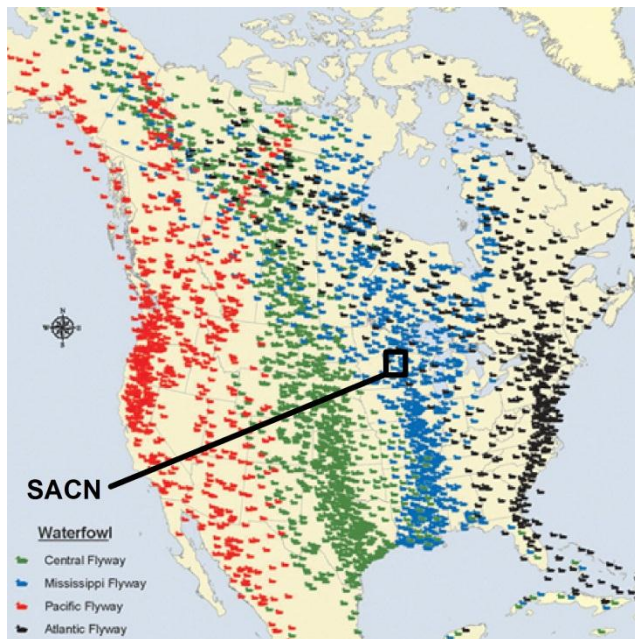 N
W
E
S
SACN
Waterfowl
Central Flyway
Mississippi Flyway
Pacific Flyway
Atlantic Flyway